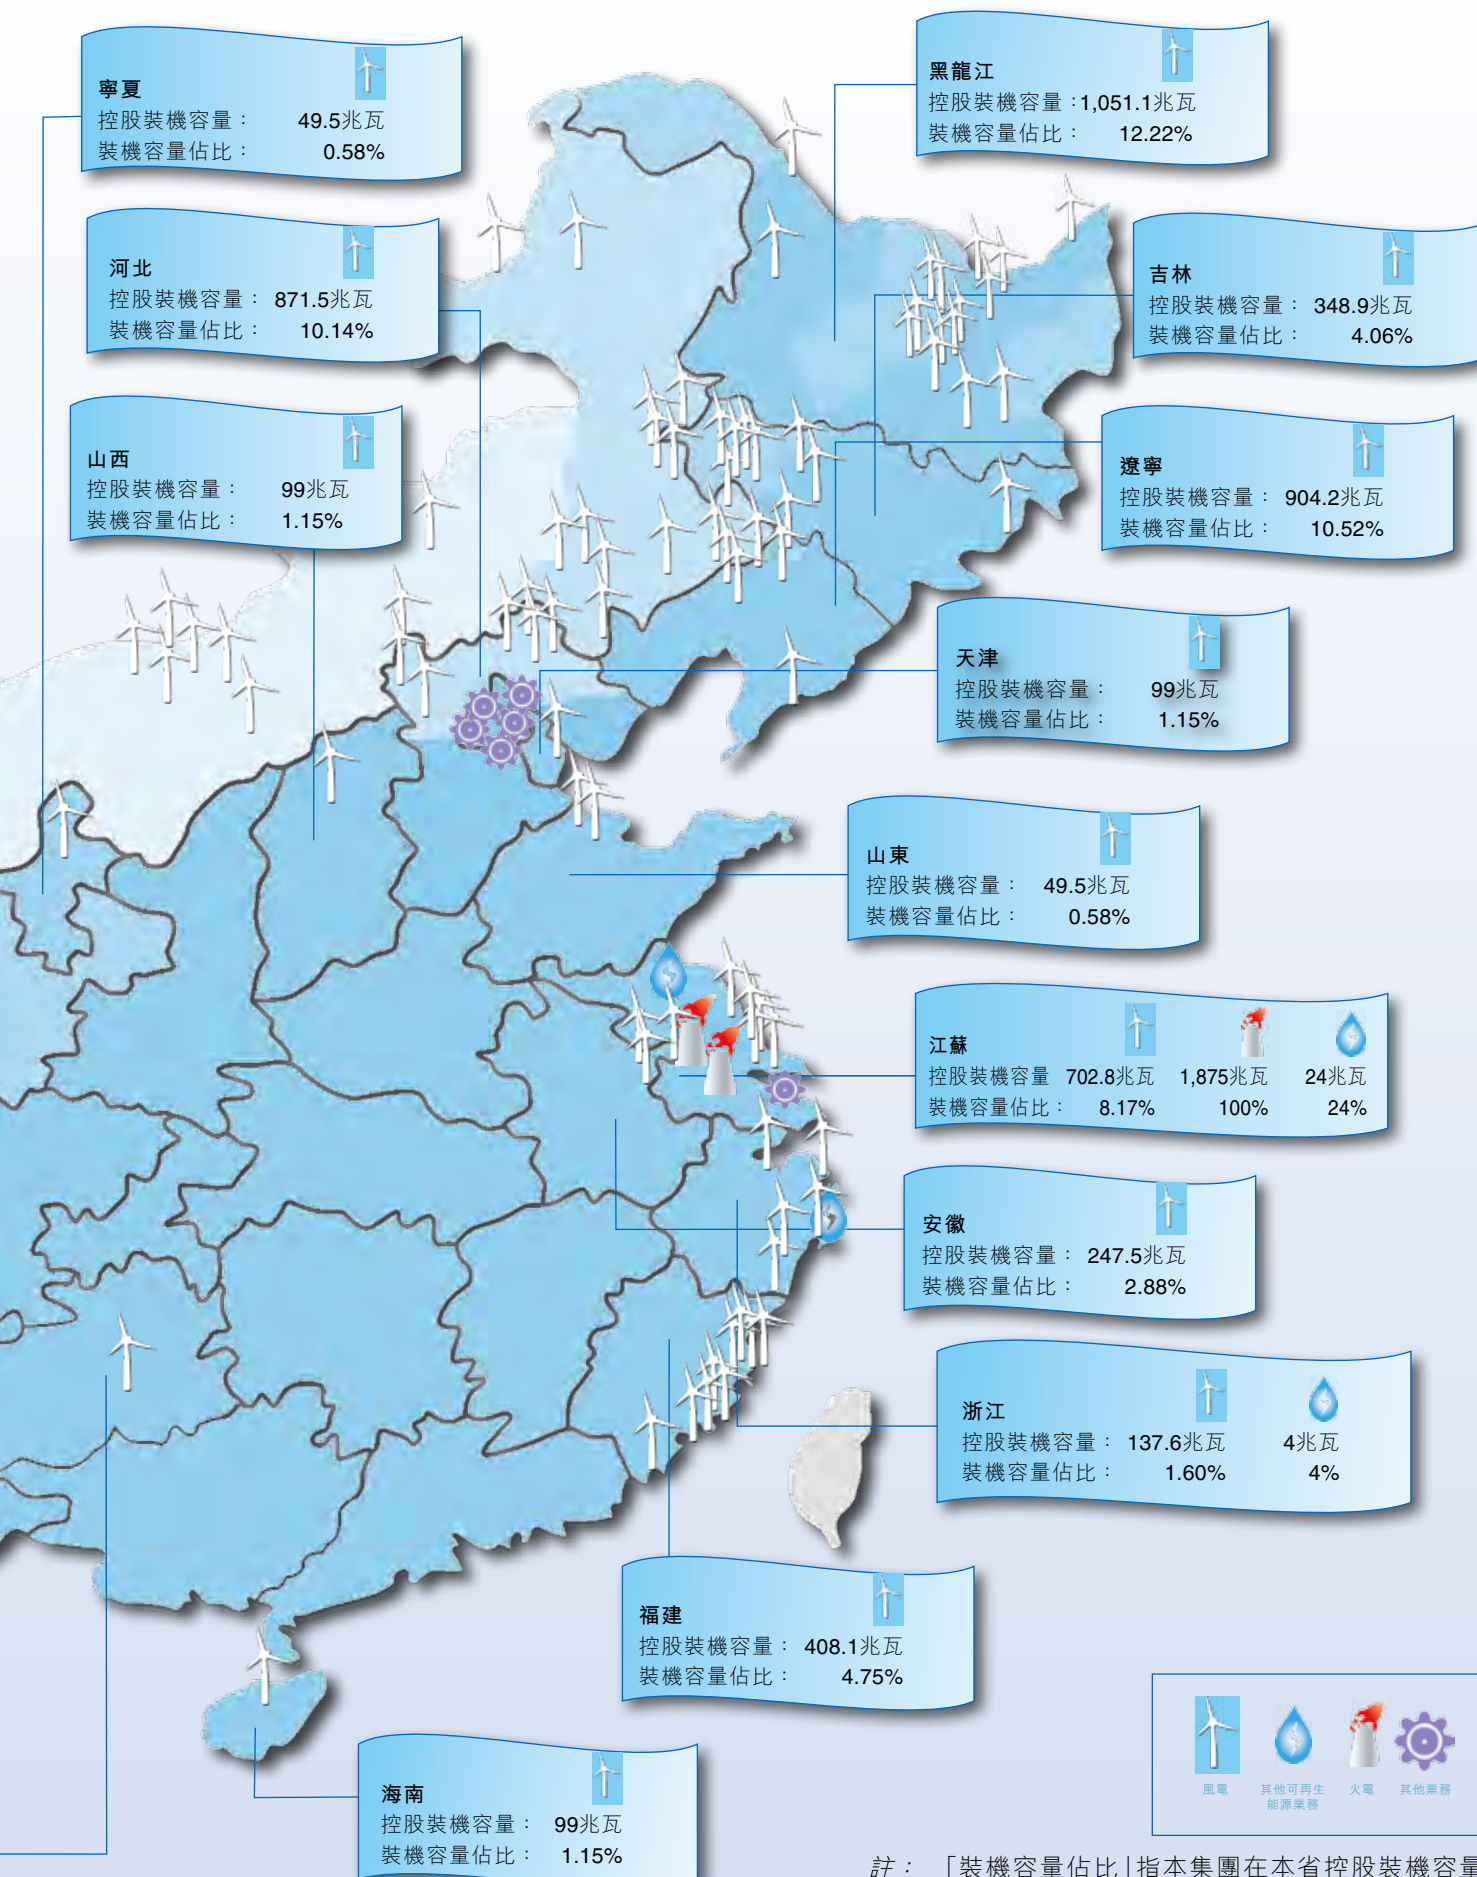 寧夏
控股裝機容量： 49.5兆瓦
裝機容量佔比： 0.58%
黑龍江
控股裝機容量：1,051.1兆瓦
裝機容量佔比： 12.22%
河北
控股裝機容量： 871.5兆瓦
裝機容量佔比： 10.14%
吉林
控股裝機容量： 348.9兆瓦
裝機容量佔比： 4.06%
山西
控股裝機容量： 99兆瓦
裝機容量佔比： 1.15%
遼寧
控股裝機容量： 904.2兆瓦
裝機容量佔比： 10.52%
天津
控股裝機容量： 99兆瓦
裝機容量佔比： 1.15%
山東
控股裝機容量： 49.5兆瓦
裝機容量佔比： 0.58%
江蘇
控股裝機容量 702.8兆瓦 1,875兆瓦 24兆瓦
裝機容量佔比： 8.17% 100% 24%
安徽
控股裝機容量： 247.5兆瓦
裝機容量佔比： 2.88%
浙江
控股裝機容量： 137.6兆瓦 4兆瓦
裝機容量佔比： 1.60% 4%
福建
控股裝機容量： 408.1兆瓦
裝機容量佔比： 4.75%
海南
控股裝機容量： 99兆瓦
裝機容量佔比： 1.15%
風電 其他可再生 火電 其他業務
能源業務
註： 「裝機容量佔比」指本集團在本省控股裝機容量